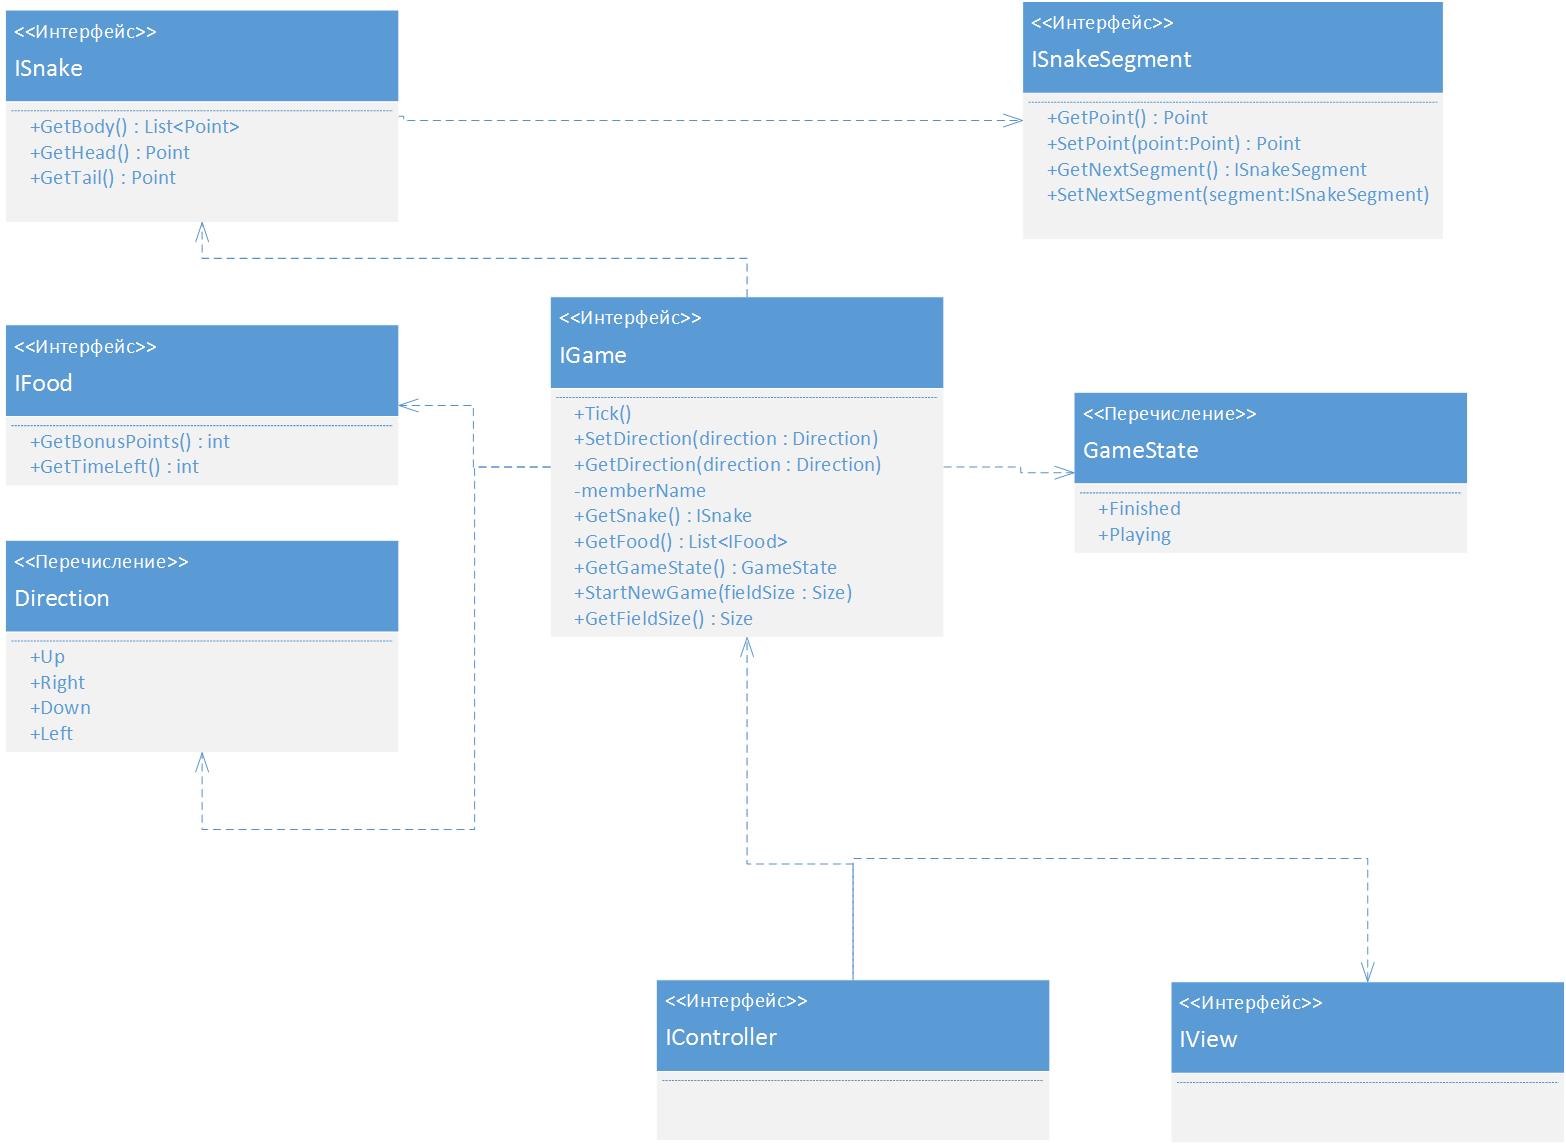 <<Интерфейс>>
ISnake
+GetBody() : List<Point>
+GetHead() : Point
+GetTail() : Point
<<Интерфейс>>
ISnakeSegment
+GetPoint() : Point
+SetPoint(point:Point) : Point
+GetNextSegment() : ISnakeSegment
+SetNextSegment(segment:ISnakeSegment)
<<Интерфейс>>
IFood
+GetBonusPoints() : int
+GetTimeLeft() : int
<<Интерфейс>>
IGame
+Tick()
+SetDirection(direction : Direction)
+GetDirection(direction : Direction)
-memberName
+GetSnake() : ISnake
+GetFood() : List<IFood>
+GetGameState() : GameState
+StartNewGame(fieldSize : Size)
+GetFieldSize() : Size
<<Перечисление>>
GameState
+Finished
+Playing
<<Перечисление>>
Direction
+Up
+Right
+Down
+Left
<<Интерфейс>>
IController
<<Интерфейс>>
IView